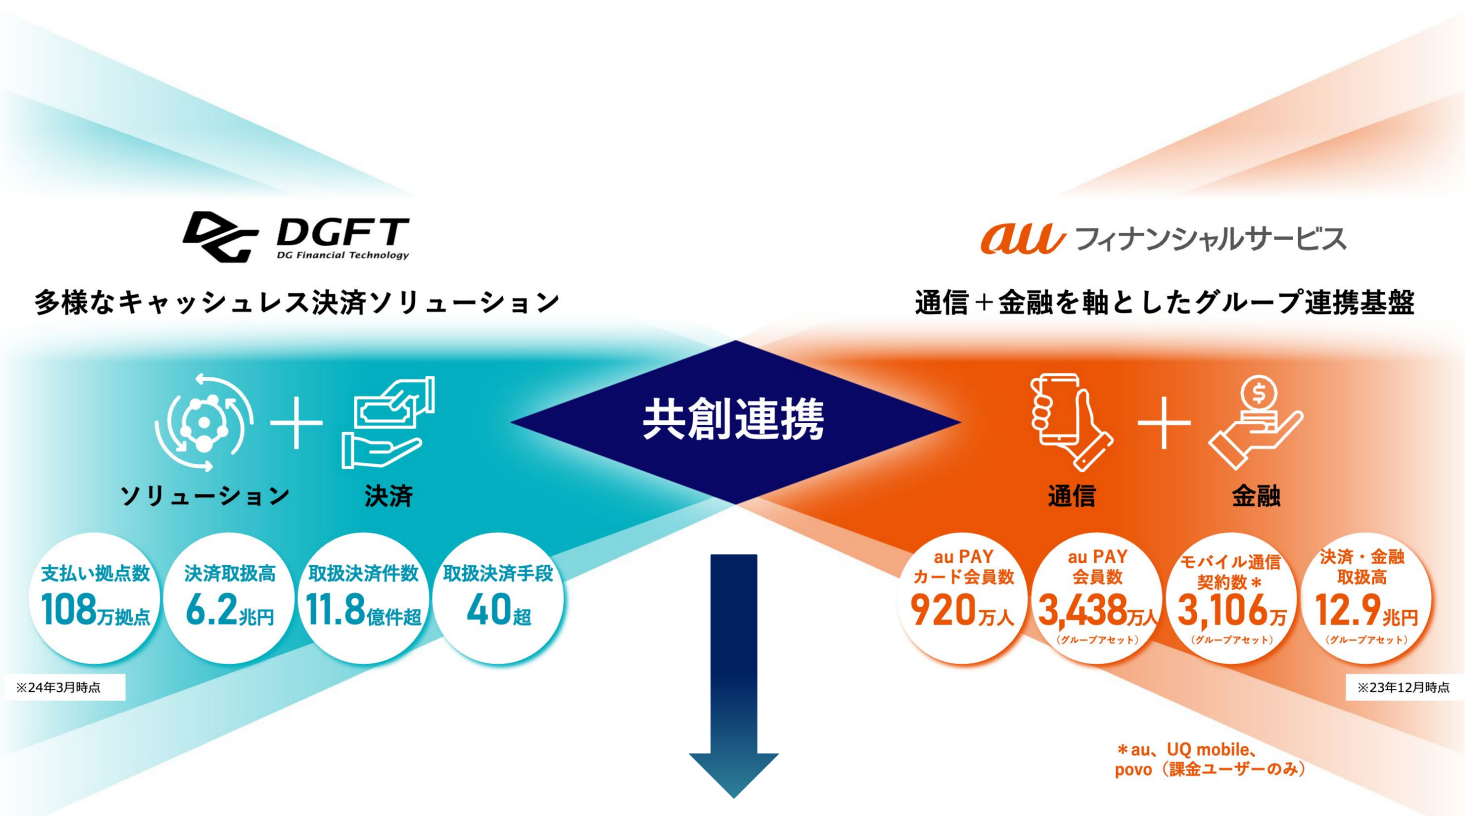 DGFT
DG Financial Technology
多様なキャッシュレス決済ソリューション
ソリューション
決済
支払い拠点数
108万拠点
決済取扱高
6.2兆円
取扱決済件数
11.8億件超
取扱決済手段
40超
※24年3月時点
共創連携
au フィナンシャルサービス
通信＋金融を軸としたグループ連携基盤
通信
金融
au PAY
カード会員数
920万人
au PAY
会員数
3,438万人
（グループアセット）
モバイル通信
契約数＊
3,106万
（グループアセット）
決済・金融
取扱高
12.9兆円
（グループアセット）
※23年12月時点
＊au、UQ mobile、
povo（課金ユーザーのみ）